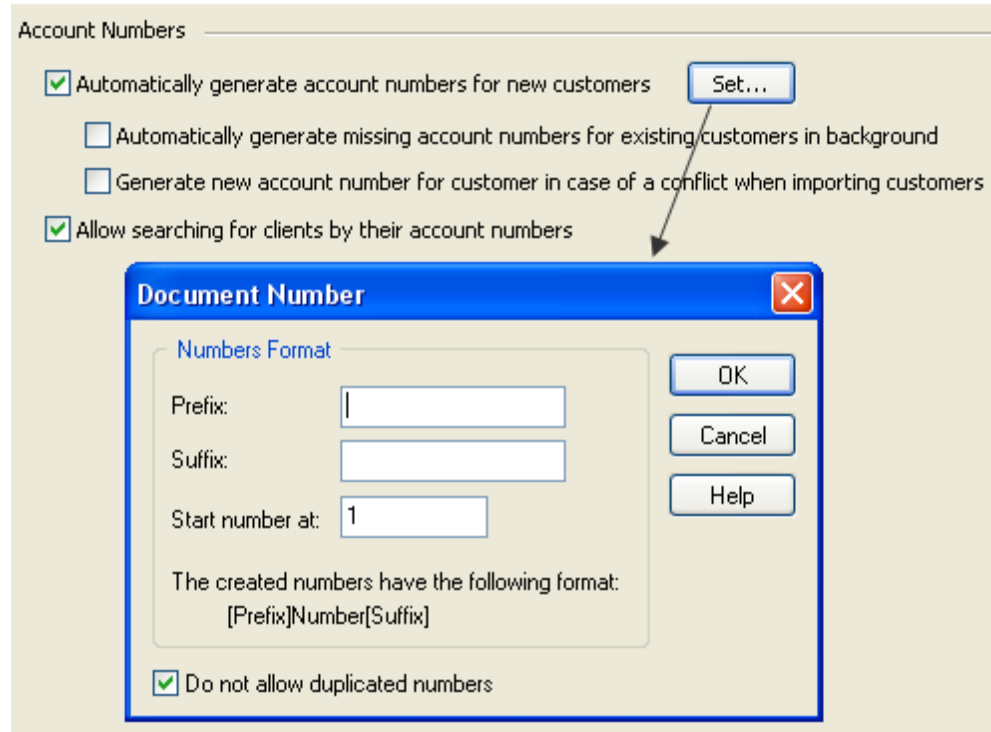 Account Numbers
Automatically generate account numbers for new customers Set...
Automatically generate missing account numbers for existing customers in background
Generate new account number for customer in case of a conflict when importing customers
Allow searching for clients by their account numbers
Document Number
Numbers Format
OK
Prefix:
Cancel
Suffix:
Help
Start number at: 1
The created numbers have the following format:
[Prefix]Number[Suffix]
Do not allow duplicated numbers